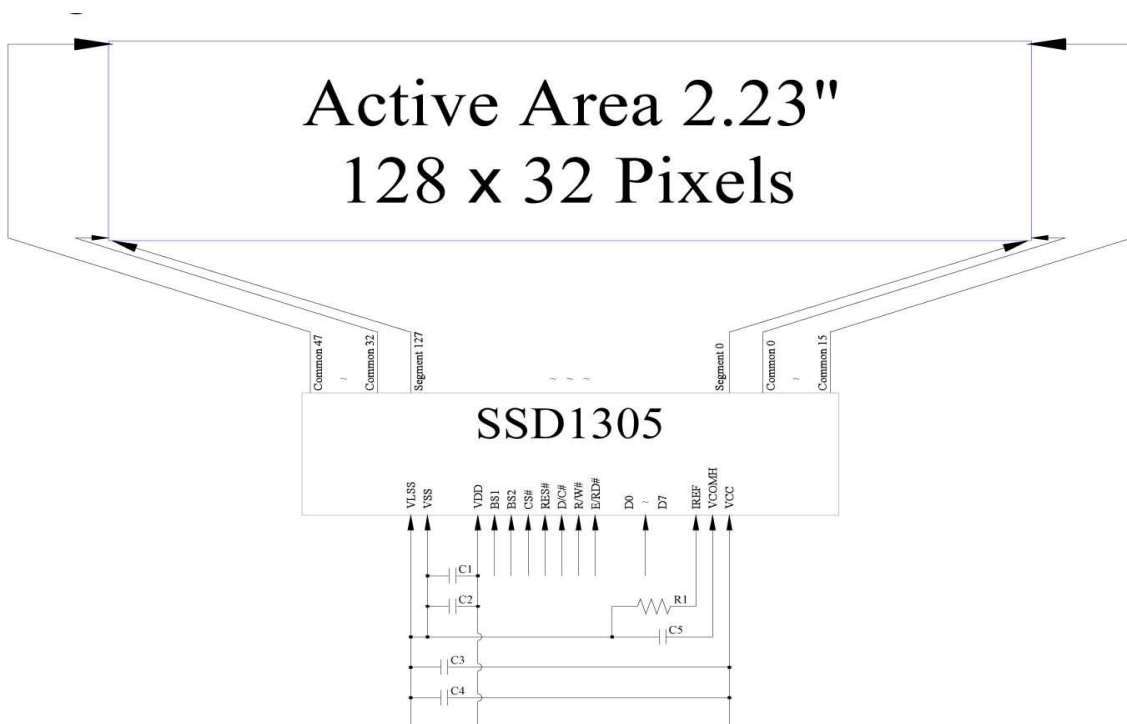 Active Area 2.23"
128 x 32 Pixels
Common 47
~
Common 32
Segment 127
~ ~ ~
Segment 0
Common 0
~
Common 15
SSD1305
VLSS
VSS
VDD
BS1
BS2
CS#
RES#
D/C#
R/W#
E/RD#
D0
~
D7
IREF
VCOMH
VCC
C1
C2
R1
C5
C3
C4